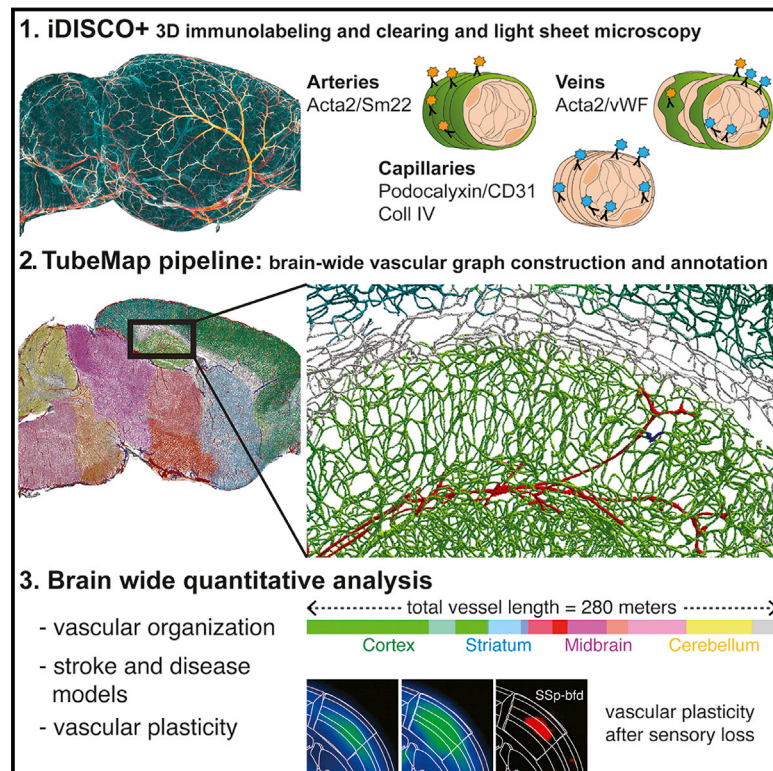 1. iDISCO+ 3D immunolabeling and clearing and light sheet microscopy
Arteries
Acta2/Sm22
Veins
Acta2/vWF
Capillaries
Podocalyxin/CD31
Coll IV
2. TubeMap pipeline: brain-wide vascular graph construction and annotation
3. Brain wide quantitative analysis
- vascular organization
- stroke and disease
models
- vascular plasticity
total vessel length = 280 meters
Cortex Striatum Midbrain Cerebellum
SSp-bfd
vascular plasticity
after sensory loss